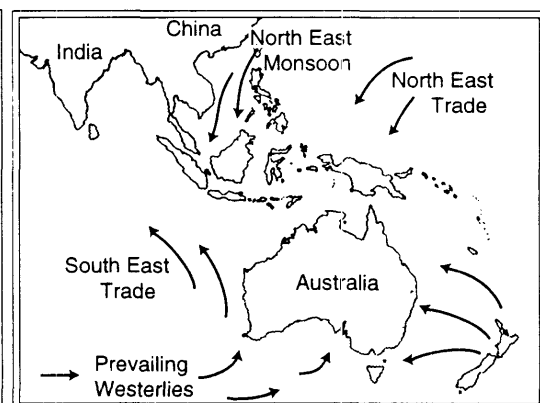 China
India
North East
Monsoon
North East
Trade
South East
Trade
Australia
Prevailing
Westerlies